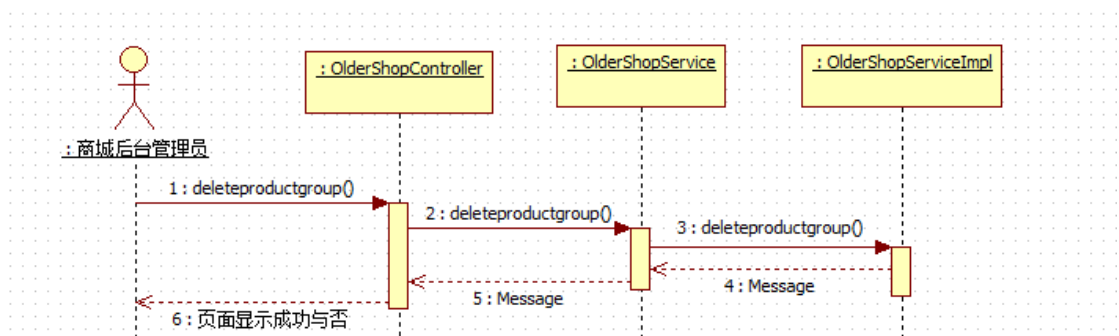 : OlderShopController
: OlderShopService
: OlderShopServiceImpl
: 商城后台管理员
1 : deleteproductgroup()
2 : deleteproductgroup()
3 : deleteproductgroup()
4 : Message
5 : Message
6 : 页面显示成功与否